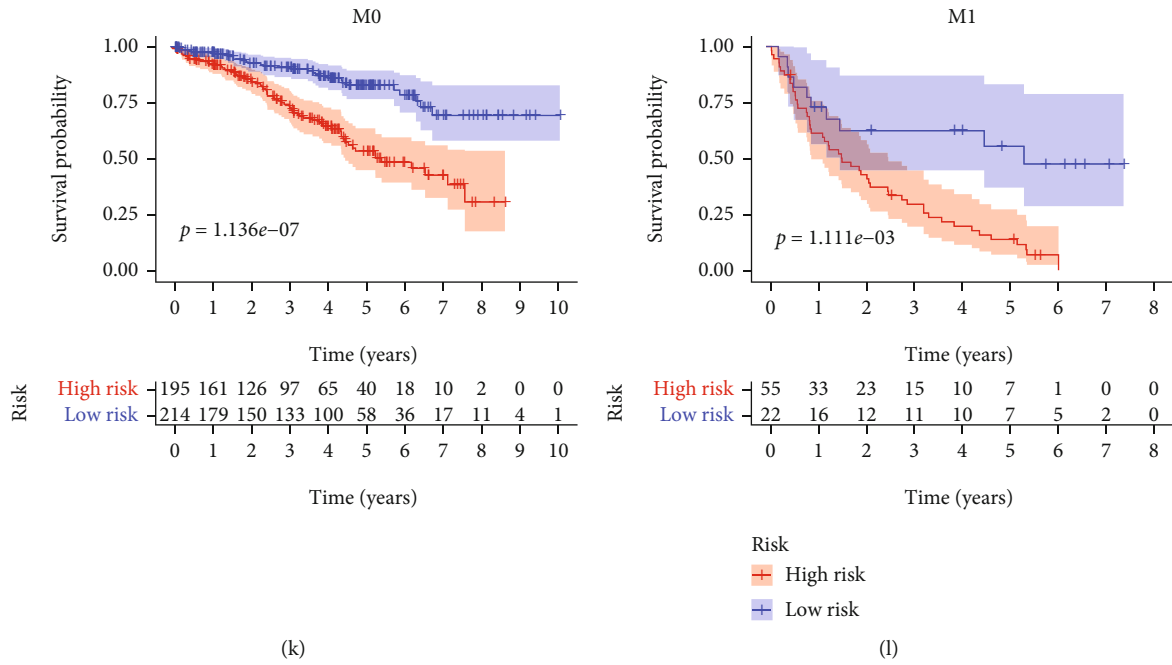 M0
1.00
0.75
0.50
0.25
0.00
Survival probability
p = 1.136e−07
0 1 2 3 4 5 6 7 8 9 10
Time (years)
Risk
High risk 195 161 126 97 65 40 18 10 2 0 0
Low risk 214 179 150 133 100 58 36 17 11 4 1
0 1 2 3 4 5 6 7 8 9 10
Time (years)
(k)
M1
1.00
0.75
0.50
0.25
0.00
Survival probability
p = 1.111e−03
0 1 2 3 4 5 6 7 8
Time (years)
Risk
High risk 55 33 23 15 10 7 1 0 0
Low risk 22 16 12 11 10 7 5 2 0
0 1 2 3 4 5 6 7 8
Time (years)
Risk
High risk
Low risk
(l)